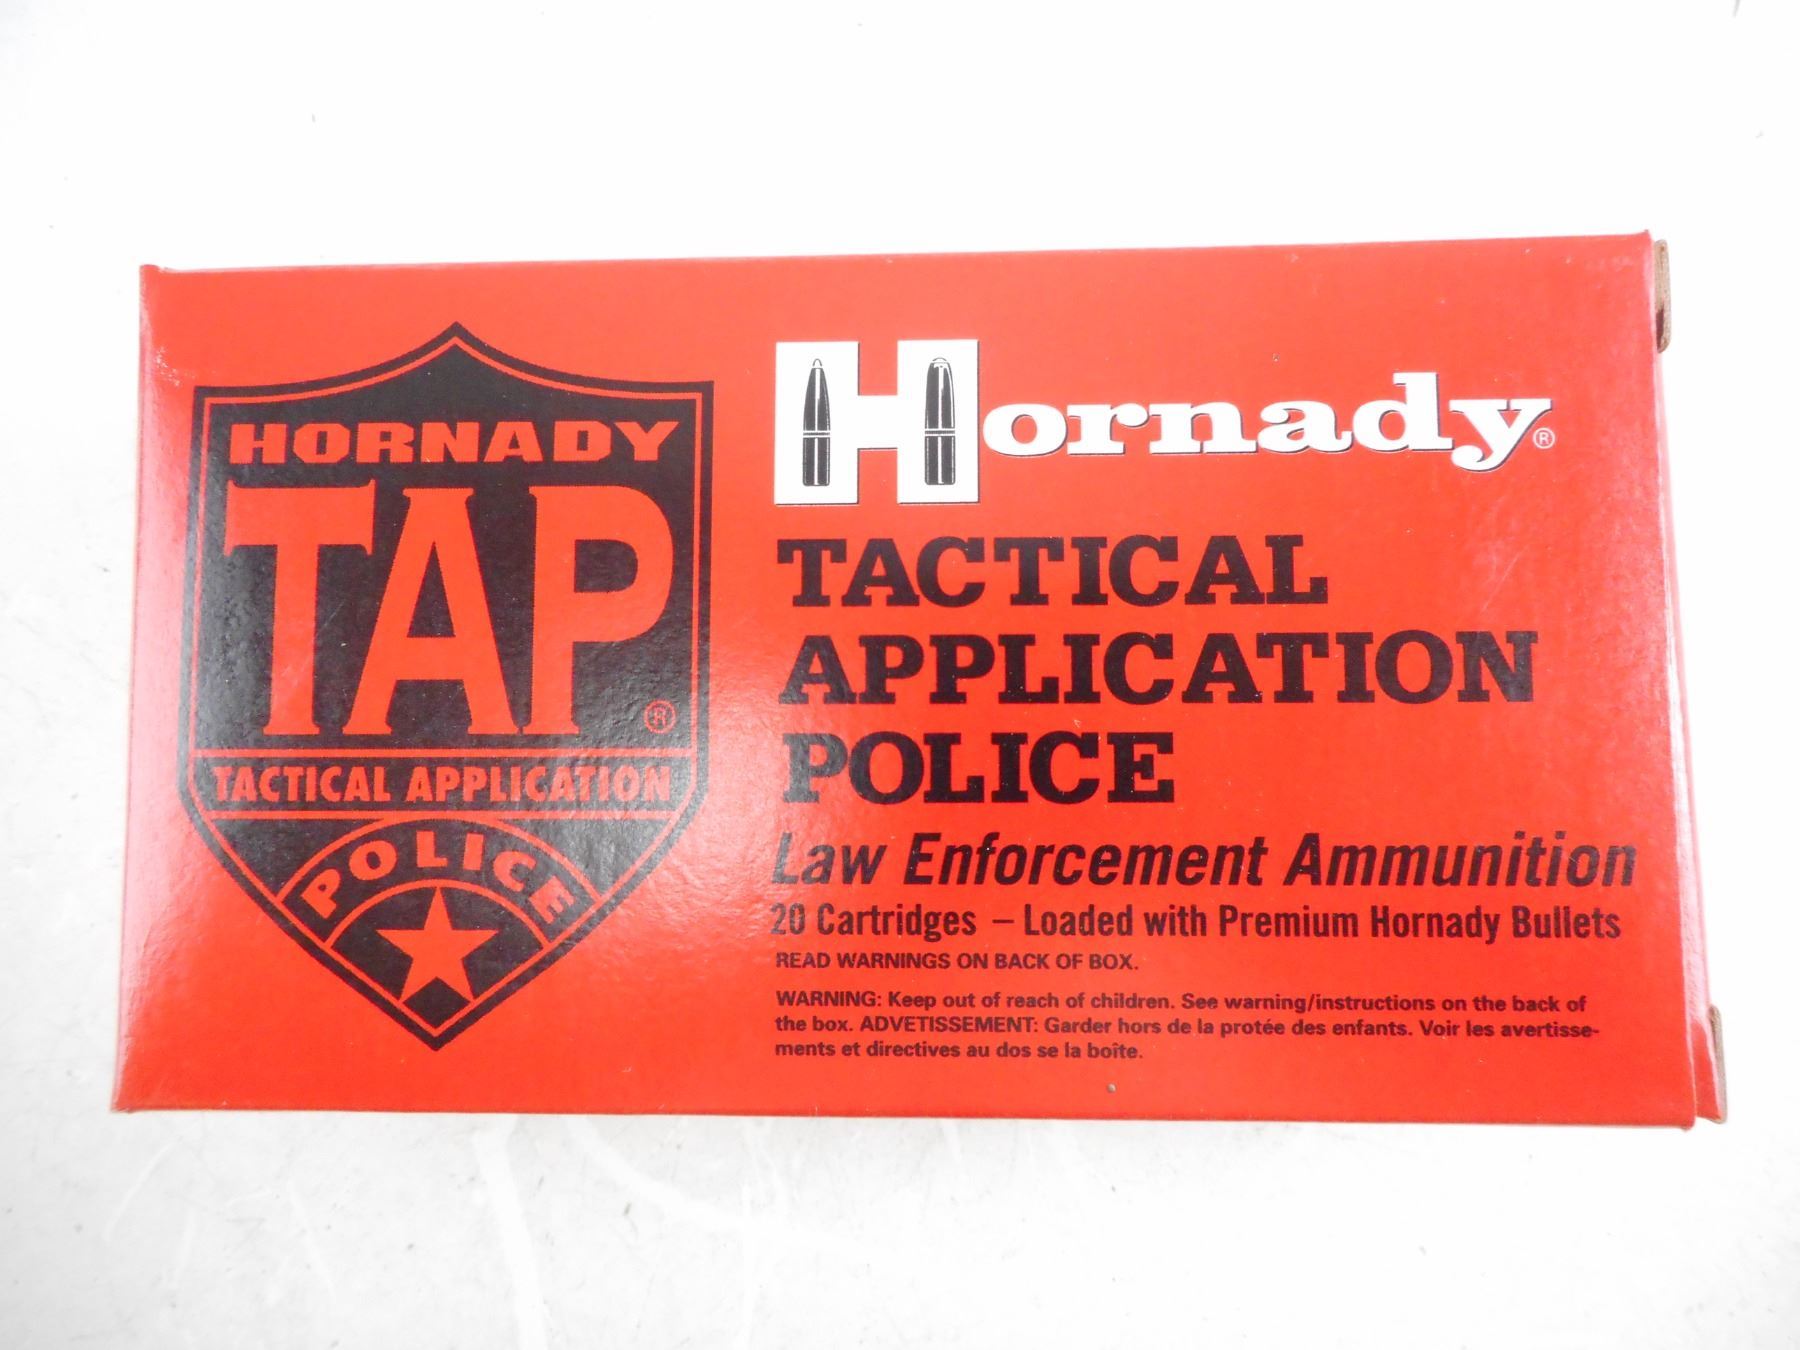 HORNADY
TAP®
TACTICAL APPLICATION
POLICE
Hornady®
TACTICAL
APPLICATION
POLICE
Law Enforcement Ammunition
20 Cartridges – Loaded with Premium Hornady Bullets
READ WARNINGS ON BACK OF BOX.
WARNING: Keep out of reach of children. See warning/instructions on the back of
the box. ADVETISSEMENT: Garder hors de la protée des enfants. Voir les avertisse-
ments et directives au dos se la boîte.